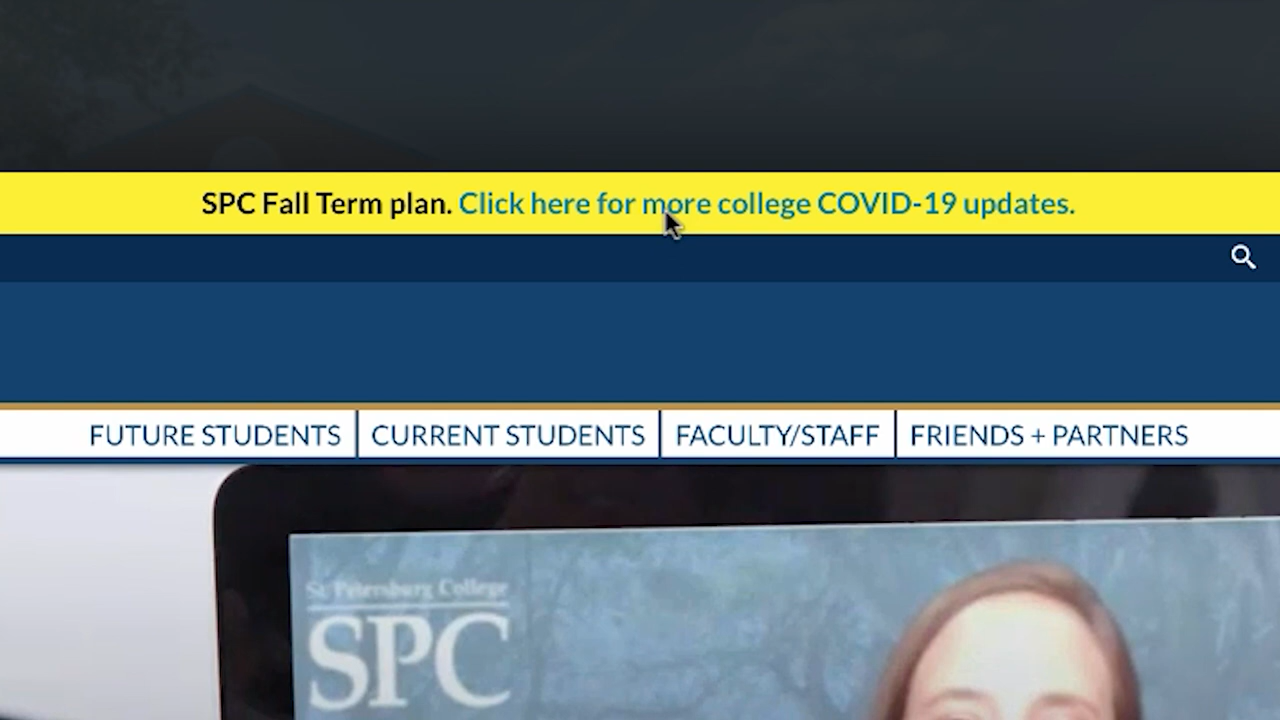 SPC Fall Term plan. Click here for more college COVID-19 updates.
FUTURE STUDENTS
CURRENT STUDENTS
FACULTY/STAFF
FRIENDS + PARTNERS
St. Petersburg College
SPC